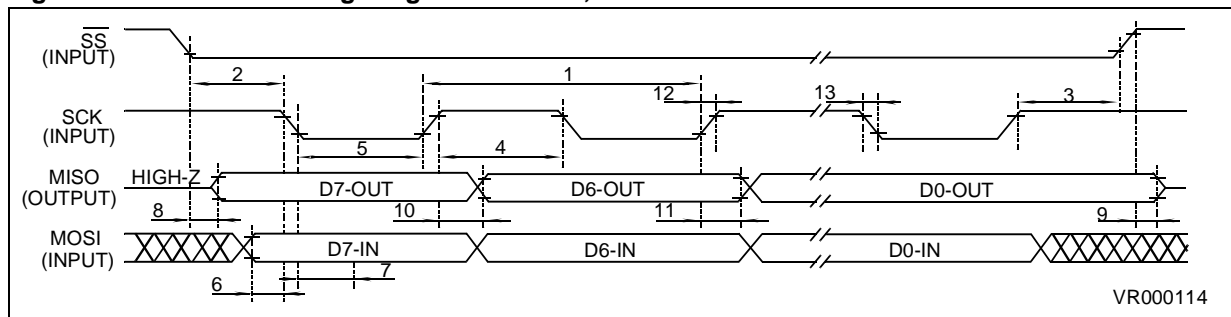 SS
(INPUT)
2
1
12
13
3
SCK
(INPUT)
5
4
MISO
(OUTPUT)
HIGH-Z
D7-OUT
D6-OUT
D0-OUT
8
10
11
9
MOSI
(INPUT)
D7-IN
D6-IN
D0-IN
7
6
VR000114